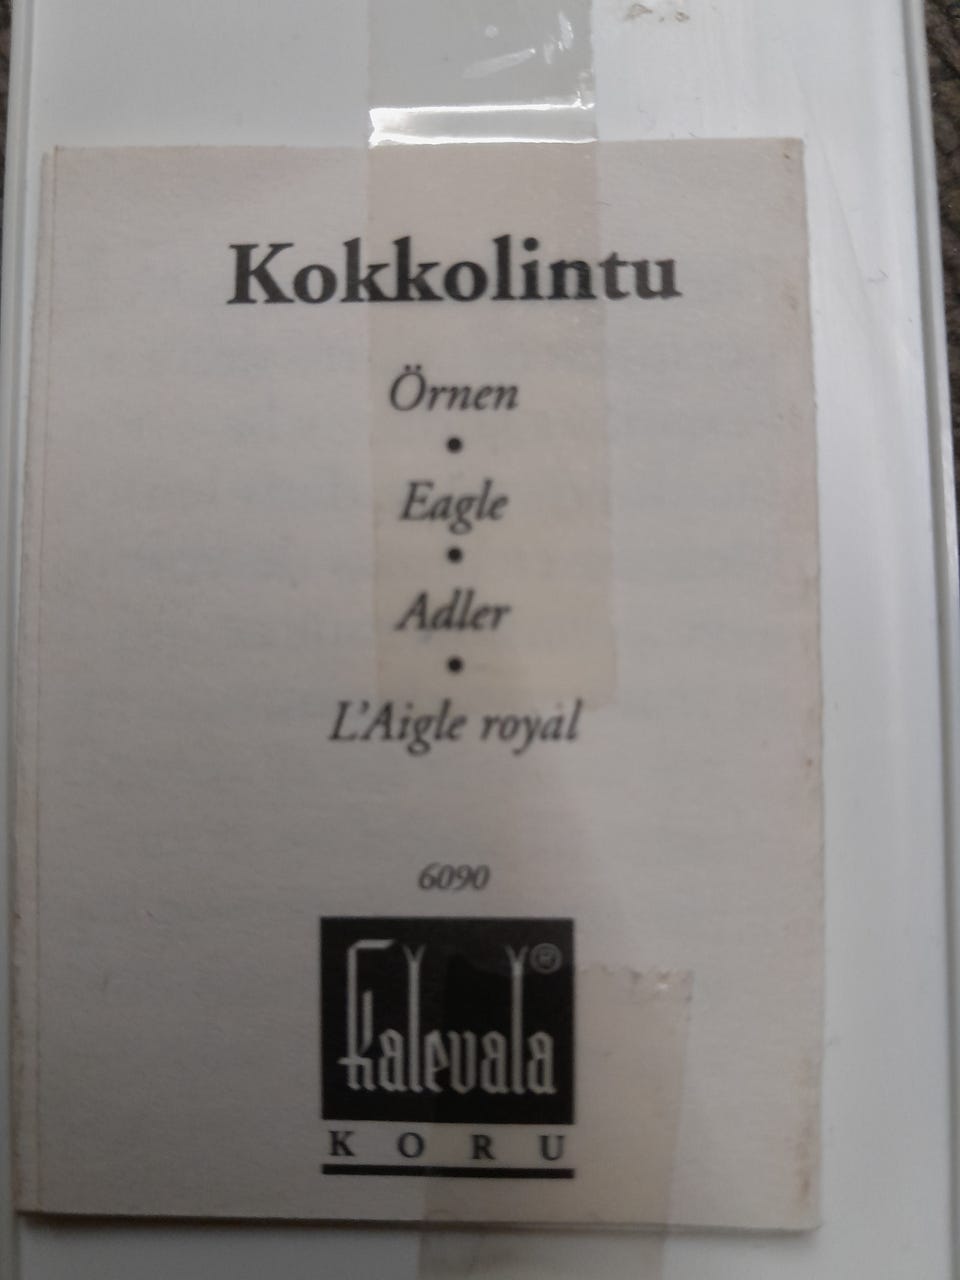 Kokkolintu
Örnen
•
Eagle
•
Adler
•
L'Aigle royal
6090
Kalevala®
KORU